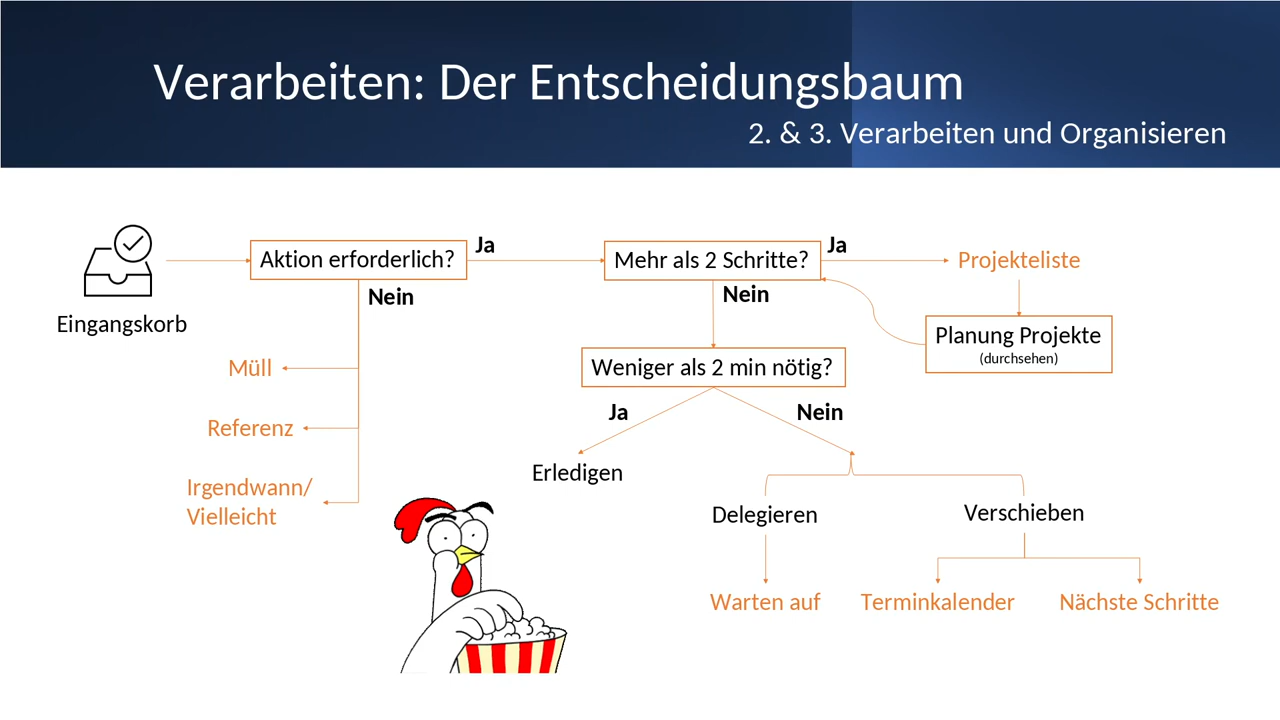 Verarbeiten: Der Entscheidungsbaum
2. & 3. Verarbeiten und Organisieren
Eingangskorb
Aktion erforderlich?
Ja
Mehr als 2 Schritte?
Ja
Projekteliste
Nein
Nein
Planung Projekte
(durchsehen)
Müll
Referenz
Irgendwann/
Vielleicht
Weniger als 2 min nötig?
Ja
Nein
Erledigen
Delegieren
Verschieben
Warten auf
Terminkalender
Nächste Schritte